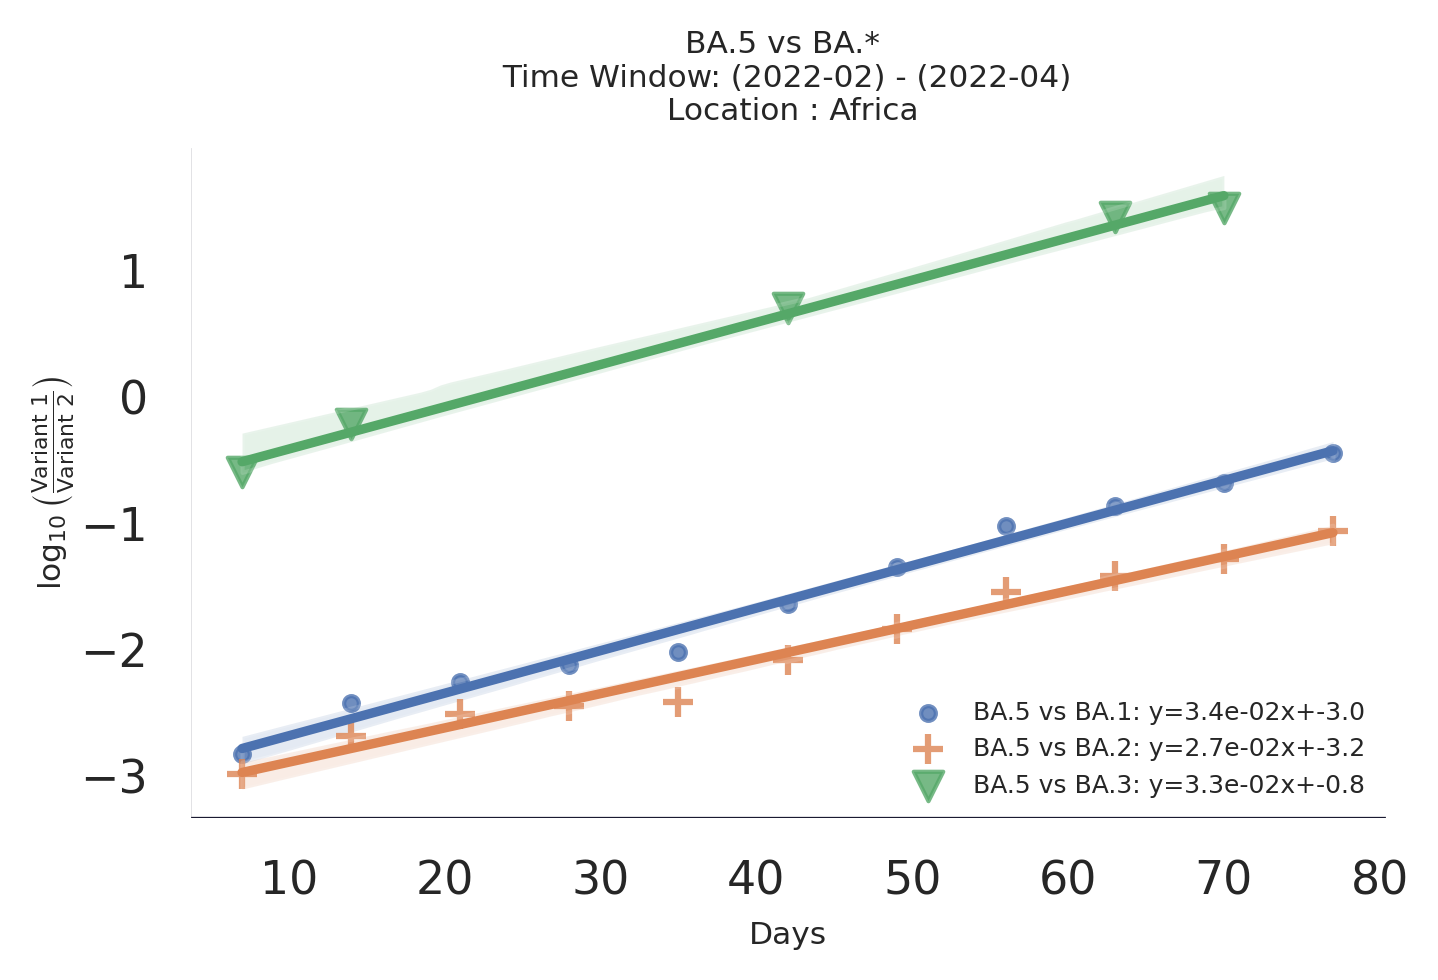 BA.5 vs BA.*
Time Window: (2022-02) - (2022-04)
Location : Africa
log10 (Variant 1 / Variant 2)
1
0
−1
−2
−3
BA.5 vs BA.1: y=3.4e-02x+-3.0
BA.5 vs BA.2: y=2.7e-02x+-3.2
BA.5 vs BA.3: y=3.3e-02x+-0.8
10 20 30 40 50 60 70 80
Days